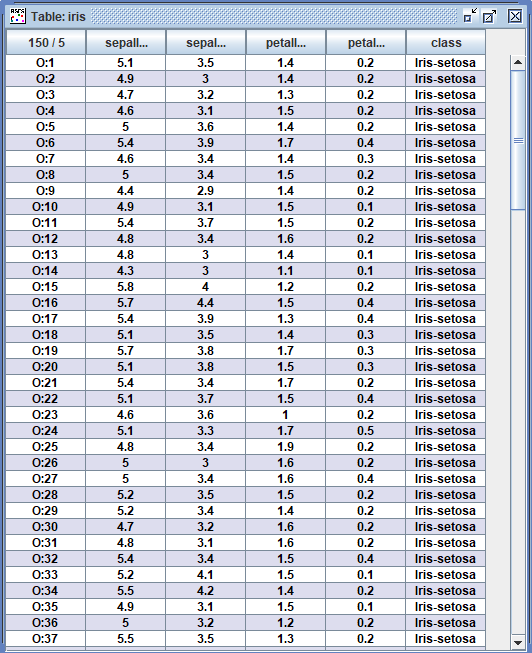 Table: iris
150 / 5 sepall... sepal... petall... petal... class
O:1 5.1 3.5 1.4 0.2 Iris-setosa
O:2 4.9 3 1.4 0.2 Iris-setosa
O:3 4.7 3.2 1.3 0.2 Iris-setosa
O:4 4.6 3.1 1.5 0.2 Iris-setosa
O:5 5 3.6 1.4 0.2 Iris-setosa
O:6 5.4 3.9 1.7 0.4 Iris-setosa
O:7 4.6 3.4 1.4 0.3 Iris-setosa
O:8 5 3.4 1.5 0.2 Iris-setosa
O:9 4.4 2.9 1.4 0.2 Iris-setosa
O:10 4.9 3.1 1.5 0.1 Iris-setosa
O:11 5.4 3.7 1.5 0.2 Iris-setosa
O:12 4.8 3.4 1.6 0.2 Iris-setosa
O:13 4.8 3 1.4 0.1 Iris-setosa
O:14 4.3 3 1.1 0.1 Iris-setosa
O:15 5.8 4 1.2 0.2 Iris-setosa
O:16 5.7 4.4 1.5 0.4 Iris-setosa
O:17 5.4 3.9 1.3 0.4 Iris-setosa
O:18 5.1 3.5 1.4 0.3 Iris-setosa
O:19 5.7 3.8 1.7 0.3 Iris-setosa
O:20 5.1 3.8 1.5 0.3 Iris-setosa
O:21 5.4 3.4 1.7 0.2 Iris-setosa
O:22 5.1 3.7 1.5 0.4 Iris-setosa
O:23 4.6 3.6 1 0.2 Iris-setosa
O:24 5.1 3.3 1.7 0.5 Iris-setosa
O:25 4.8 3.4 1.9 0.2 Iris-setosa
O:26 5 3 1.6 0.2 Iris-setosa
O:27 5 3.4 1.6 0.4 Iris-setosa
O:28 5.2 3.5 1.5 0.2 Iris-setosa
O:29 5.2 3.4 1.4 0.2 Iris-setosa
O:30 4.7 3.2 1.6 0.2 Iris-setosa
O:31 4.8 3.1 1.6 0.2 Iris-setosa
O:32 5.4 3.4 1.5 0.4 Iris-setosa
O:33 5.2 4.1 1.5 0.1 Iris-setosa
O:34 5.5 4.2 1.4 0.2 Iris-setosa
O:35 4.9 3.1 1.5 0.1 Iris-setosa
O:36 5 3.2 1.2 0.2 Iris-setosa
O:37 5.5 3.5 1.3 0.2 Iris-setosa